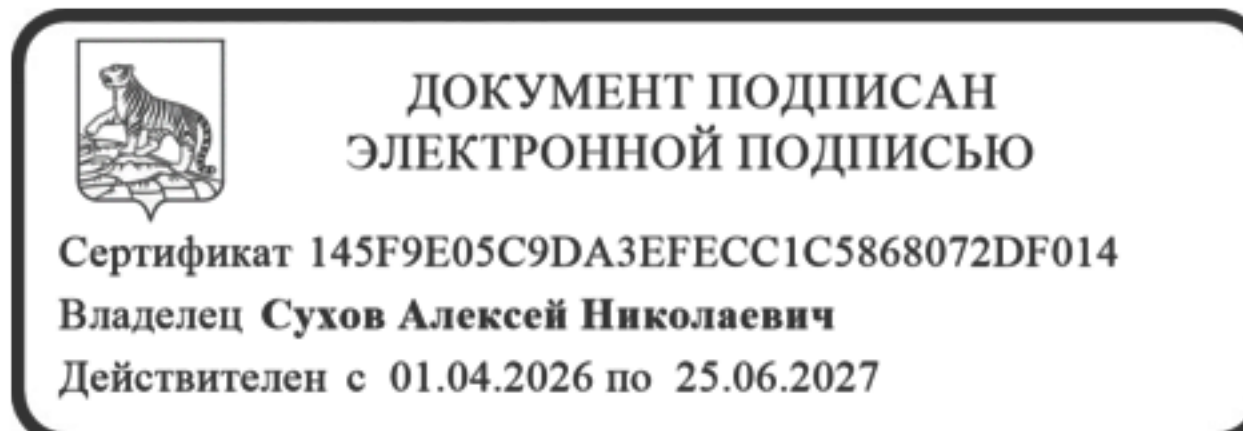 ДОКУМЕНТ ПОДПИСАН
ЭЛЕКТРОННОЙ ПОДПИСЬЮ
Сертификат 145F9E05C9DA3EFECC1C5868072DF014
Владелец Сухов Алексей Николаевич
Действителен с 01.04.2026 по 25.06.2027